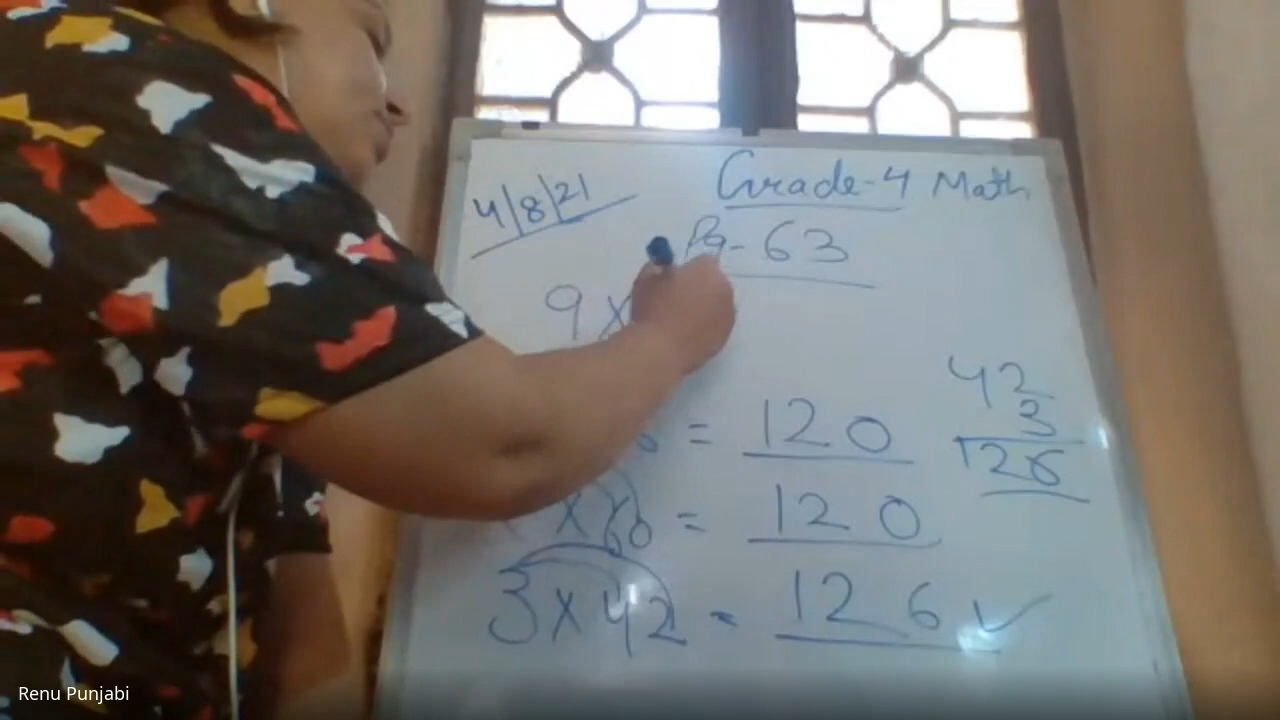 4/8/21
Grade-4 Math
Pg-63
9 x
= 120
x 60 = 120
3 x 42 = 126 ✓
42
3
126
Renu Punjabi